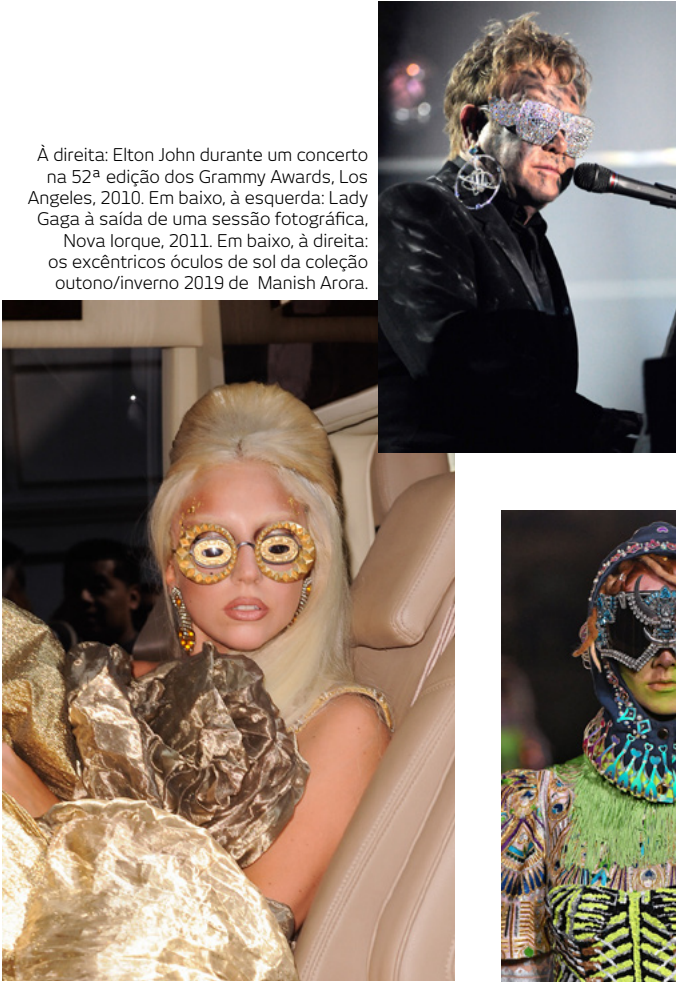 À direita: Elton John durante um concerto
na 52ª edição dos Grammy Awards, Los
Angeles, 2010. Em baixo, à esquerda: Lady
Gaga à saída de uma sessão fotográfica,
Nova Iorque, 2011. Em baixo, à direita:
os excêntricos óculos de sol da coleção
outono/inverno 2019 de  Manish Arora.